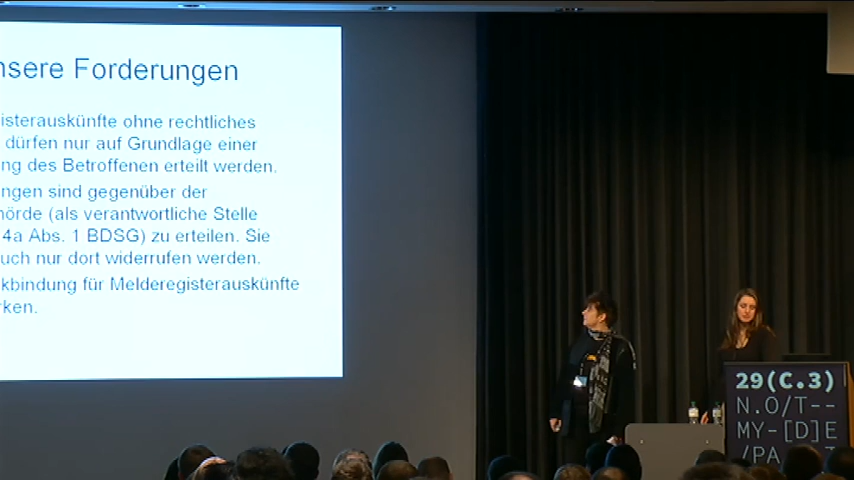 nsere Forderungen
isterauskünfte ohne rechtliches
dürfen nur auf Grundlage einer
ng des Betroffenen erteilt werden.
ngen sind gegenüber der
hörde (als verantwortliche Stelle
4a Abs. 1 BDSG) zu erteilen. Sie
uch nur dort widerrufen werden.
kbindung für Melderegisterauskünfte
rken.
29(C.3)
N.O/T--
MY-[D]E
/PA